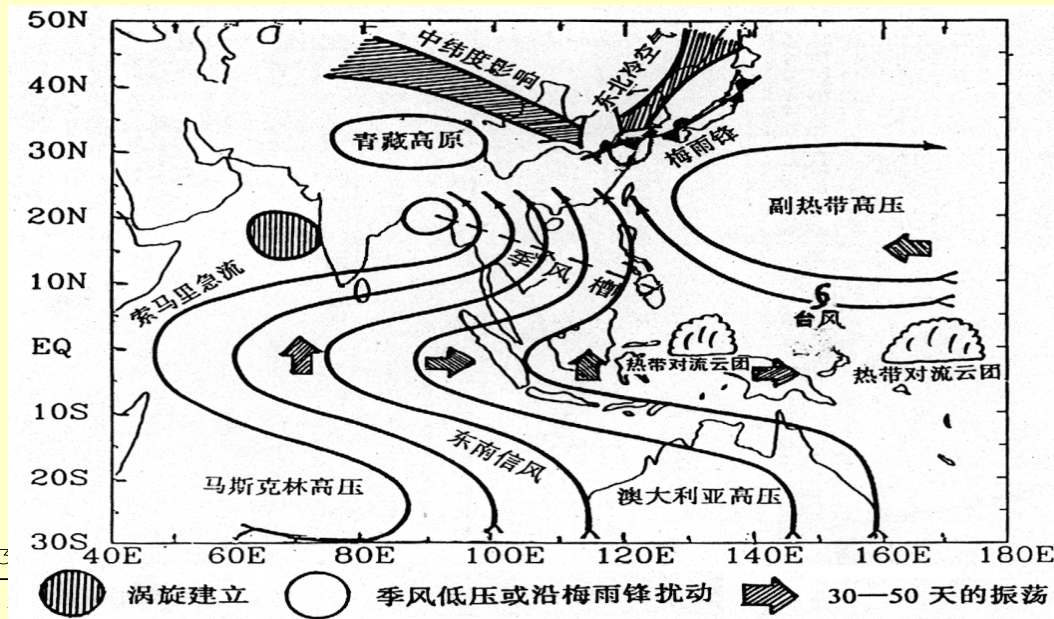 50N
中纬度影响
东北冷空气
40N
青藏高原
30N
梅雨锋
副热带高压
20N
季风槽
10N
索马里急流
台风
EQ
热带对流云团
热带对流云团
10S
东南信风
20S
马斯克林高压
澳大利亚高压
30S
40E 60E 80E 100E 120E 140E 160E 180E
涡旋建立 季风低压或沿梅雨锋扰动 30—50 天的振荡